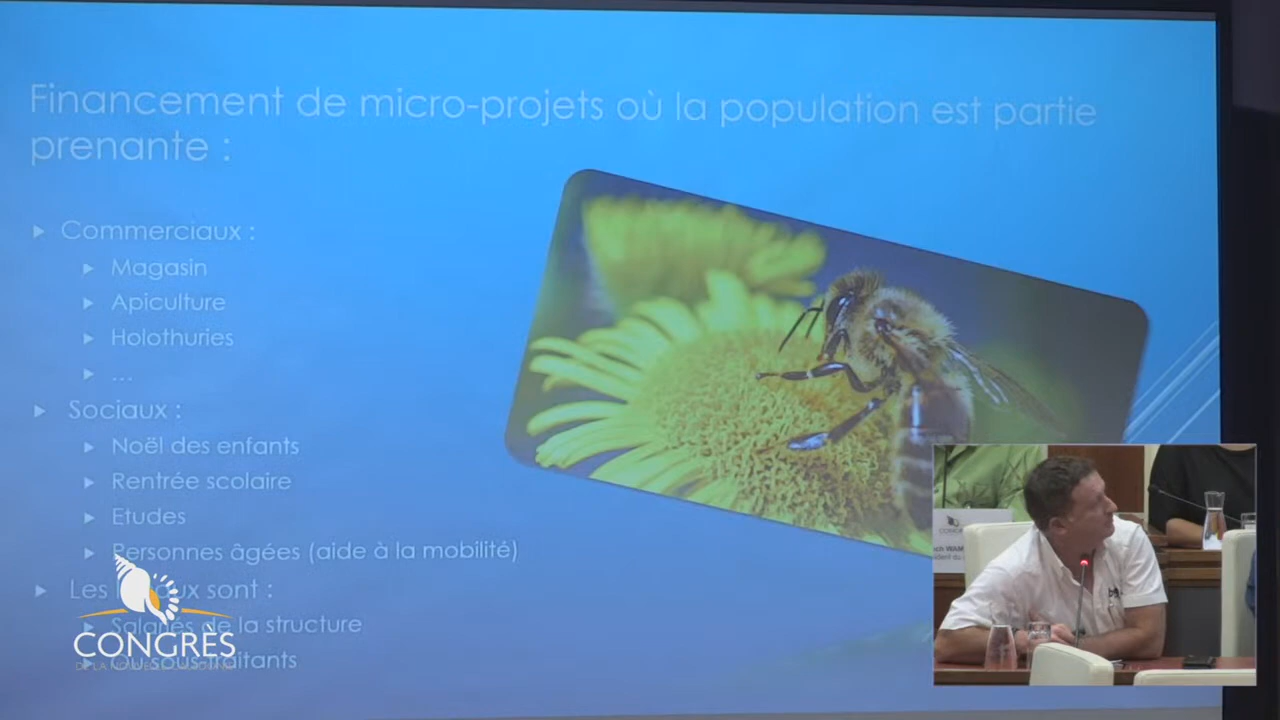 Financement de micro-projets où la population est partie
prenante :
Commerciaux :
Magasin
Apiculture
Holothuries
...
Sociaux :
Noël des enfants
Rentrée scolaire
Etudes
Personnes âgées (aide à la mobilité)
Les sont :
Salariés de la structure
sous-traitants
CONGRÈS
DE LA NOUVELLE-CALÉDONIE
CONGRÈS